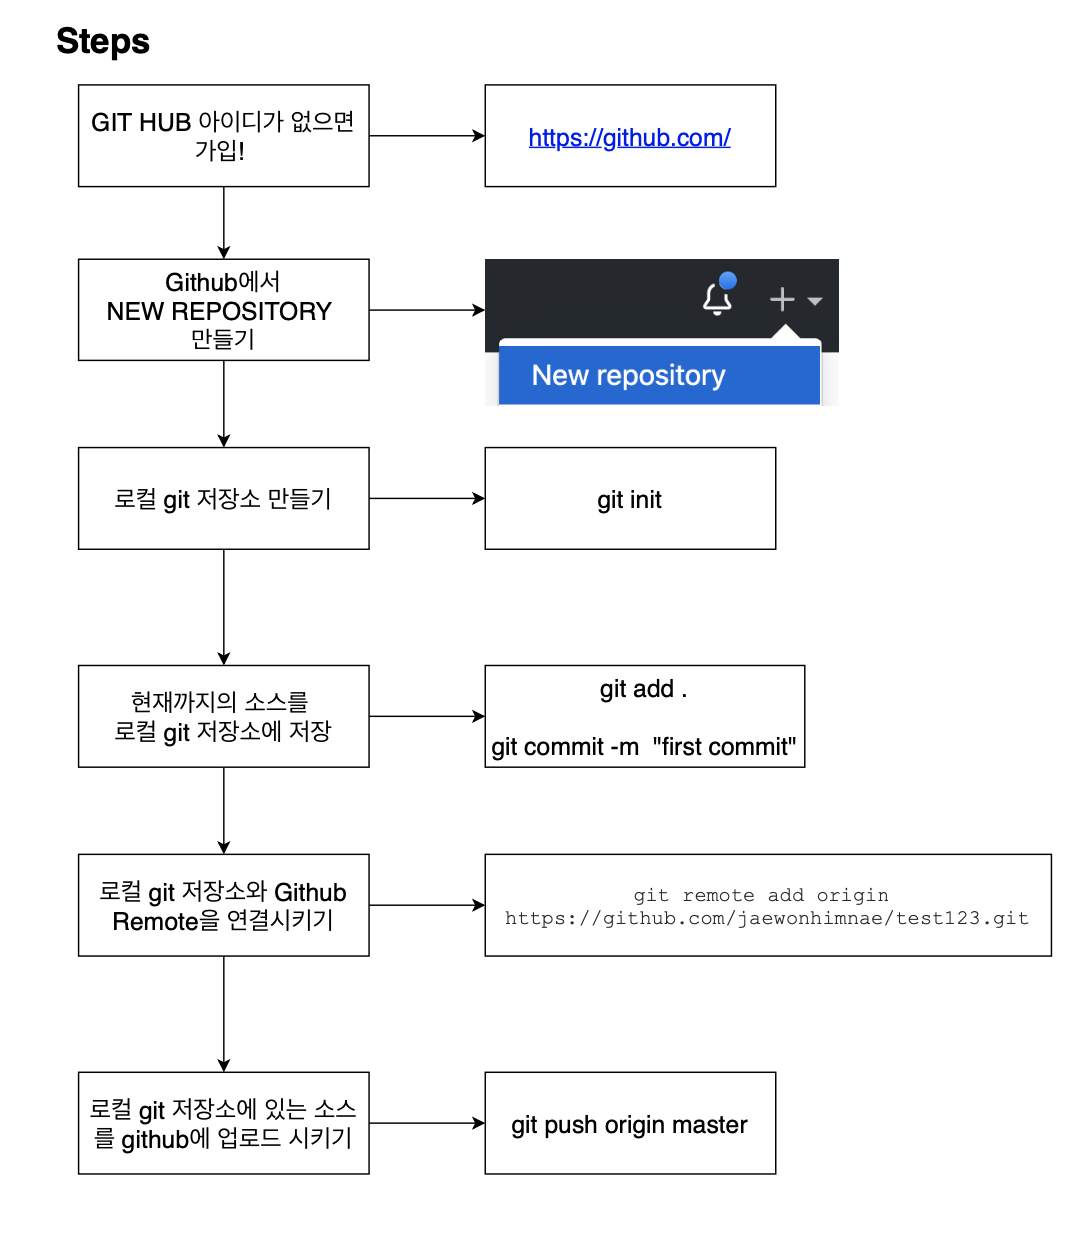 Steps
GIT HUB 아이디가 없으면
가입!
https://github.com/
Github에서
NEW REPOSITORY
만들기
New repository
로컬 git 저장소 만들기
git init
현재까지의 소스를
로컬 git 저장소에 저장
git add .
git commit -m  "first commit"
로컬 git 저장소와 Github
Remote을 연결시키기
git remote add origin
https://github.com/jaewonhimnae/test123.git
로컬 git 저장소에 있는 소스
를 github에 업로드 시키기
git push origin master